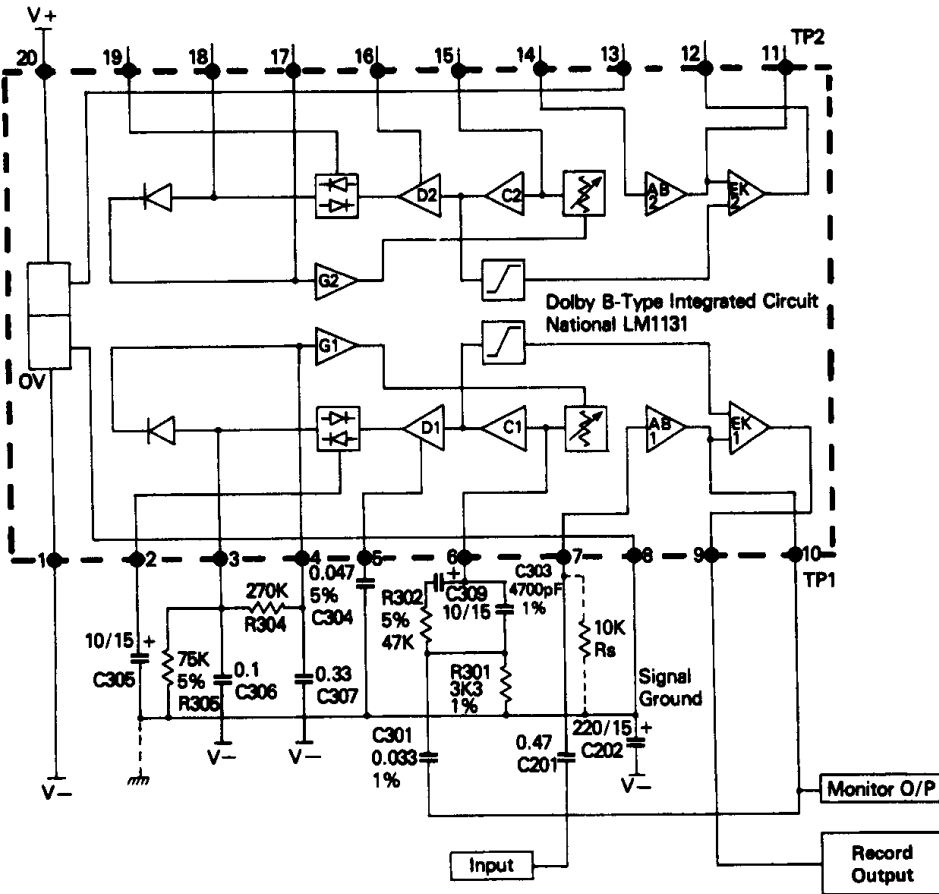 V+
20
19
18
17
16
15
14
13
12
11
TP2
D2
C2
AB
2
EK
2
G2
Dolby B-Type Integrated Circuit
National LM1131
G1
0V
D1
C1
AB
1
EK
1
1
2
3
4
5
6
7
8
9
10
TP1
270K
R304
0.047
5%
C304
R302
5%
47K
+
C309
10/15
C303
4700pF
1%
10K
Rs
10/15
+
C305
75K
5%
R305
0.1
C306
0.33
C307
R301
3K3
1%
Signal
Ground
C301
0.033
1%
0.47
C201
220/15
+
C202
V−
V−
V−
V−
Monitor O/P
Input
Record
Output